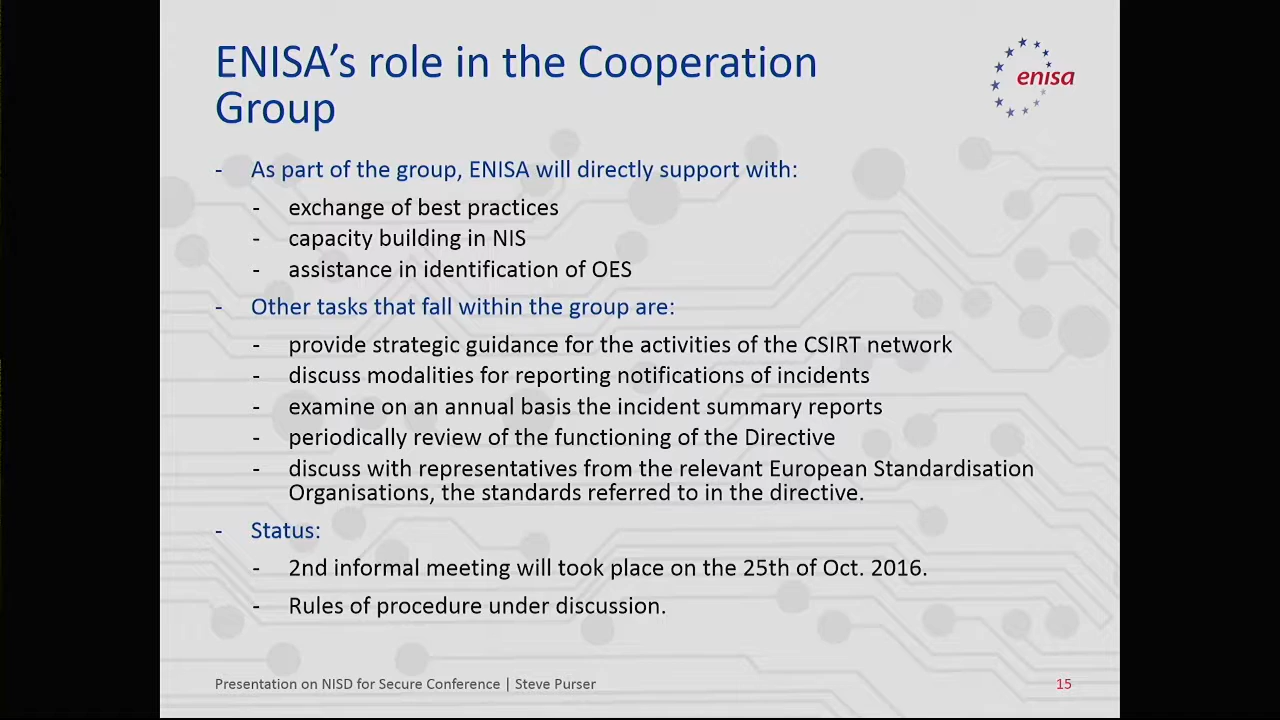 ENISA’s role in the Cooperation
Group
enisa
- As part of the group, ENISA will directly support with:
- exchange of best practices
- capacity building in NIS
- assistance in identification of OES
- Other tasks that fall within the group are:
- provide strategic guidance for the activities of the CSIRT network
- discuss modalities for reporting notifications of incidents
- examine on an annual basis the incident summary reports
- periodically review of the functioning of the Directive
- discuss with representatives from the relevant European Standardisation
Organisations, the standards referred to in the directive.
- Status:
- 2nd informal meeting will took place on the 25th of Oct. 2016.
- Rules of procedure under discussion.
Presentation on NISD for Secure Conference | Steve Purser
15